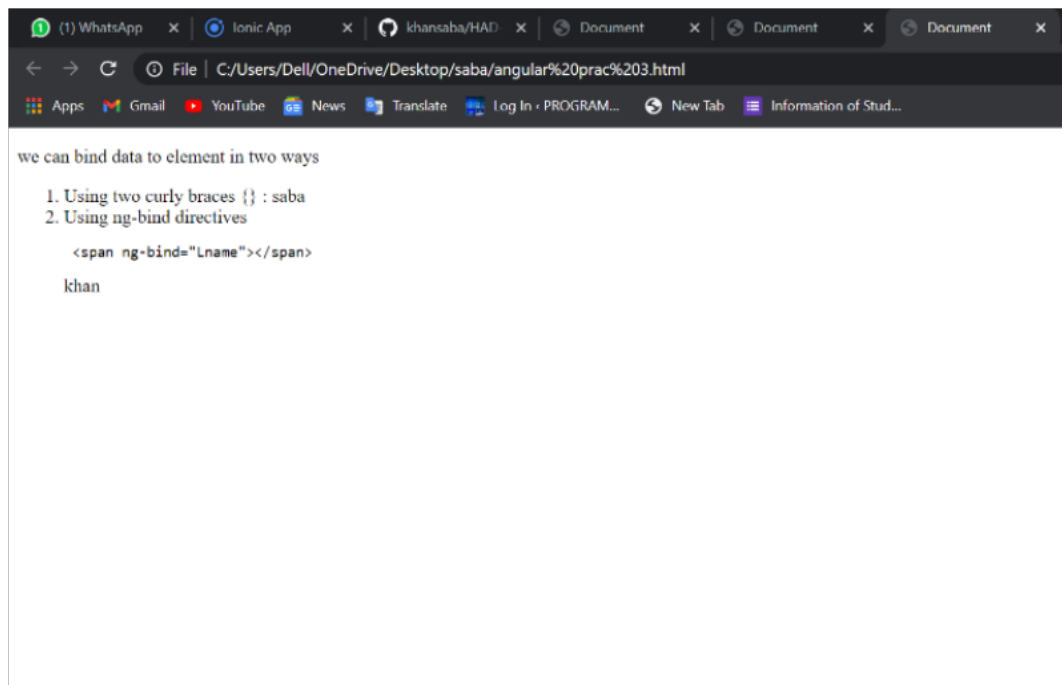 (1) WhatsApp Ionic App khansaba/HAD Document Document Document
File C:/Users/Dell/OneDrive/Desktop/saba/angular%20prac%203.html
Apps Gmail YouTube News Translate Log In ‹ PROGRAM... New Tab Information of Stud...
we can bind data to element in two ways
1. Using two curly braces {} : saba
2. Using ng-bind directives
<span ng-bind="Lname"></span>
khan